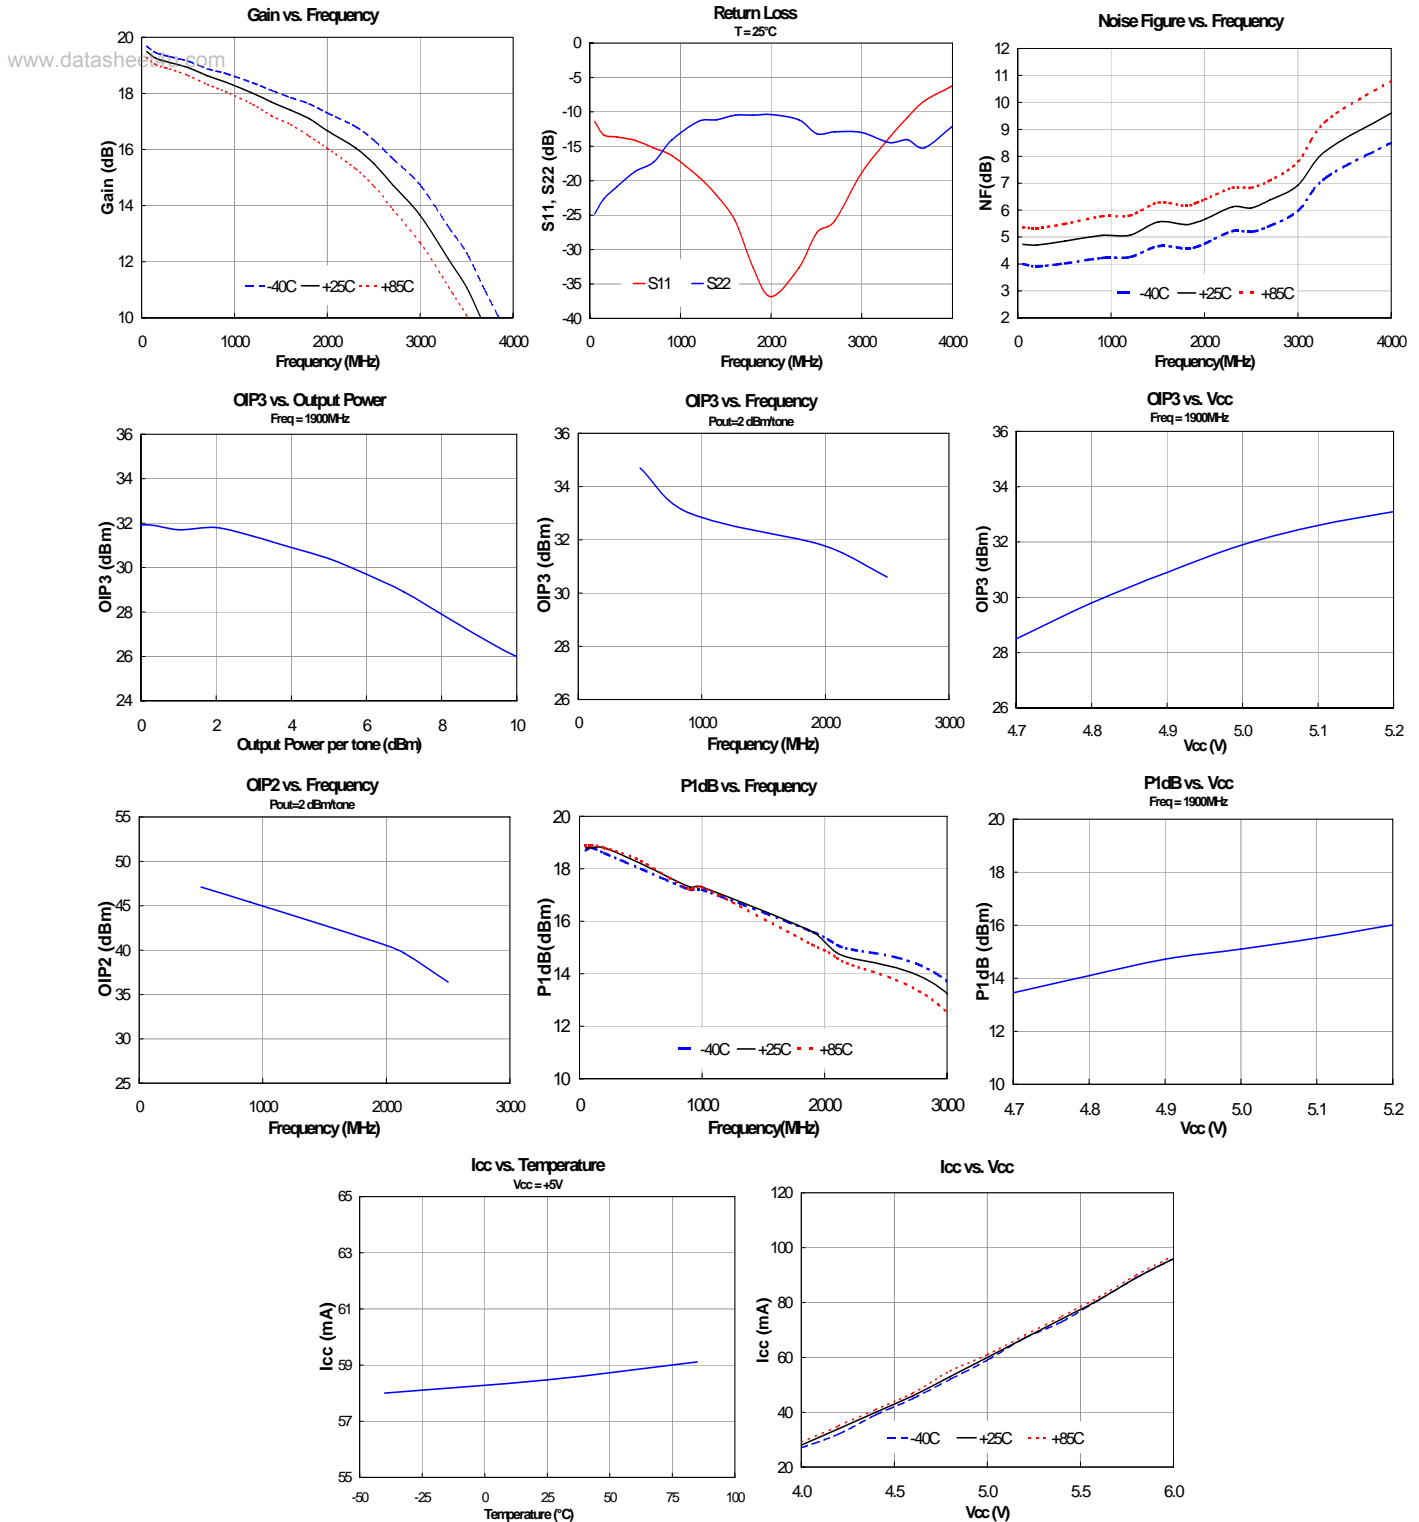 Gain vs. Frequency
20
18
16
14
12
10
Gain (dB)
-40C +25C +85C
0 1000 2000 3000 4000
Frequency (MHz)
Return Loss
T = 25°C
0
-5
-10
-15
-20
-25
-30
-35
-40
S11, S22 (dB)
S11 S22
0 1000 2000 3000 4000
Frequency (MHz)
Noise Figure vs. Frequency
12
11
10
9
8
7
6
5
4
3
2
NF(dB)
-40C +25C +85C
0 1000 2000 3000 4000
Frequency(MHz)
OIP3 vs. Output Power
Freq = 1900MHz
36
34
32
30
28
26
24
OIP3 (dBm)
0 2 4 6 8 10
Output Power per tone (dBm)
OIP3 vs. Frequency
Pout=2 dBm/tone
36
34
32
30
28
26
OIP3 (dBm)
0 1000 2000 3000
Frequency (MHz)
OIP3 vs. Vcc
Freq = 1900MHz
36
34
32
30
28
26
OIP3 (dBm)
4.7 4.8 4.9 5.0 5.1 5.2
Vcc (V)
OIP2 vs. Frequency
Pout=2 dBm/tone
55
50
45
40
35
30
25
OIP2 (dBm)
0 1000 2000 3000
Frequency (MHz)
P1dB vs. Frequency
20
18
16
14
12
10
P1dB(dBm)
-40C +25C +85C
0 1000 2000 3000
Frequency(MHz)
P1dB vs. Vcc
Freq = 1900MHz
20
18
16
14
12
10
P1dB (dBm)
4.7 4.8 4.9 5.0 5.1 5.2
Vcc (V)
Icc vs. Temperature
Vcc = +5V
65
63
61
59
57
55
Icc (mA)
-50 -25 0 25 50 75 100
Temperature (°C)
Icc vs. Vcc
120
100
80
60
40
20
Icc (mA)
-40C +25C +85C
4.0 4.5 5.0 5.5 6.0
Vcc (V)